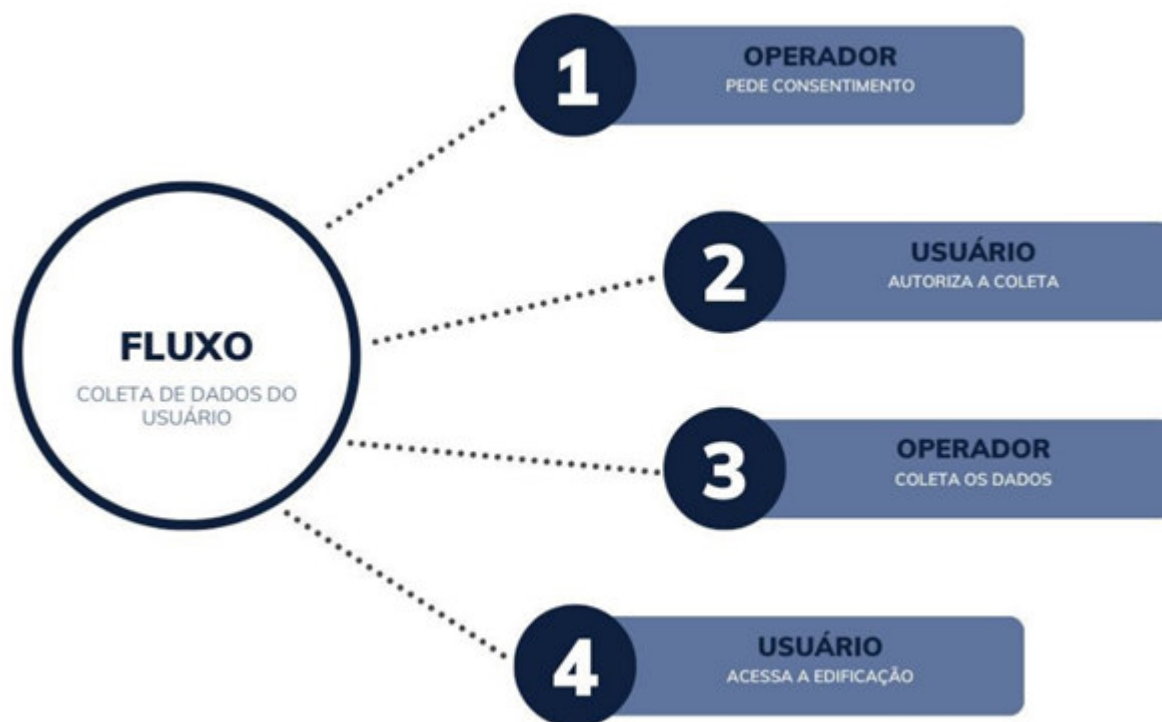 1
OPERADOR
PEDE CONSENTIMENTO
2
USUÁRIO
AUTORIZA A COLETA
FLUXO
COLETA DE DADOS DO
USUÁRIO
3
OPERADOR
COLETA OS DADOS
4
USUÁRIO
ACESSA A EDIFICAÇÃO